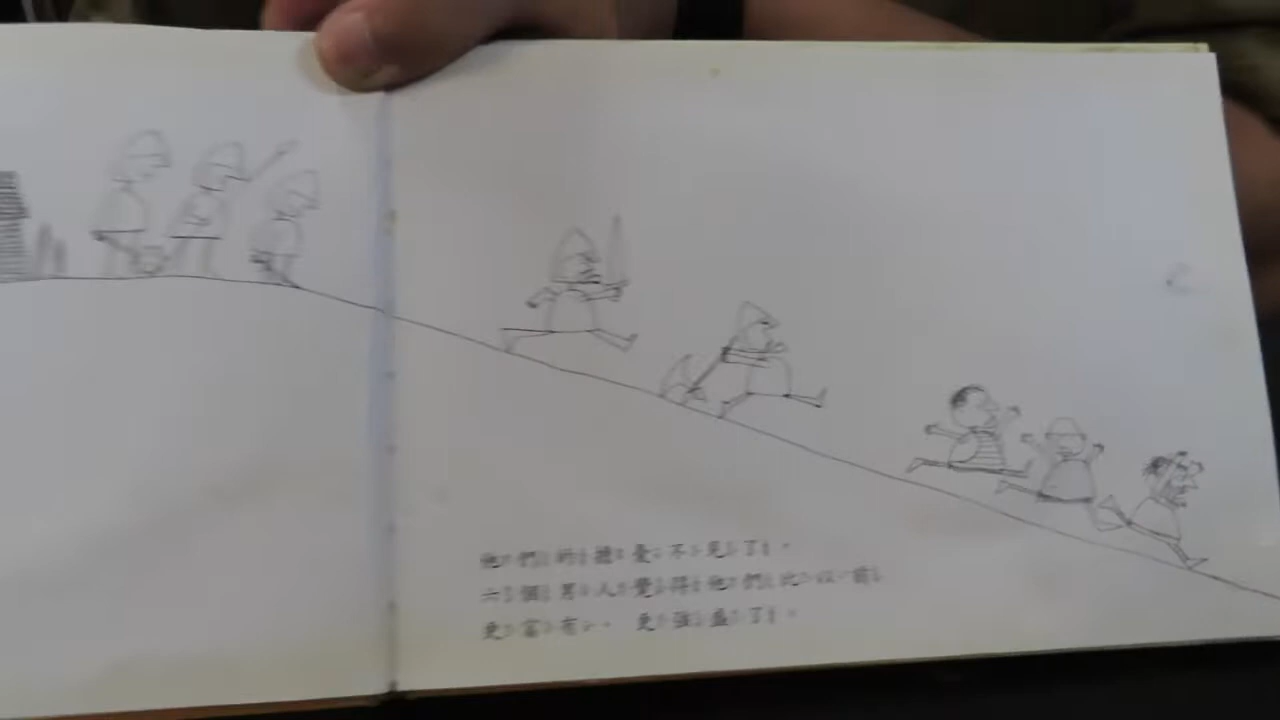 他們的擔憂不見了。
六個男人覺得他們比以前
更富有、更強盛了。